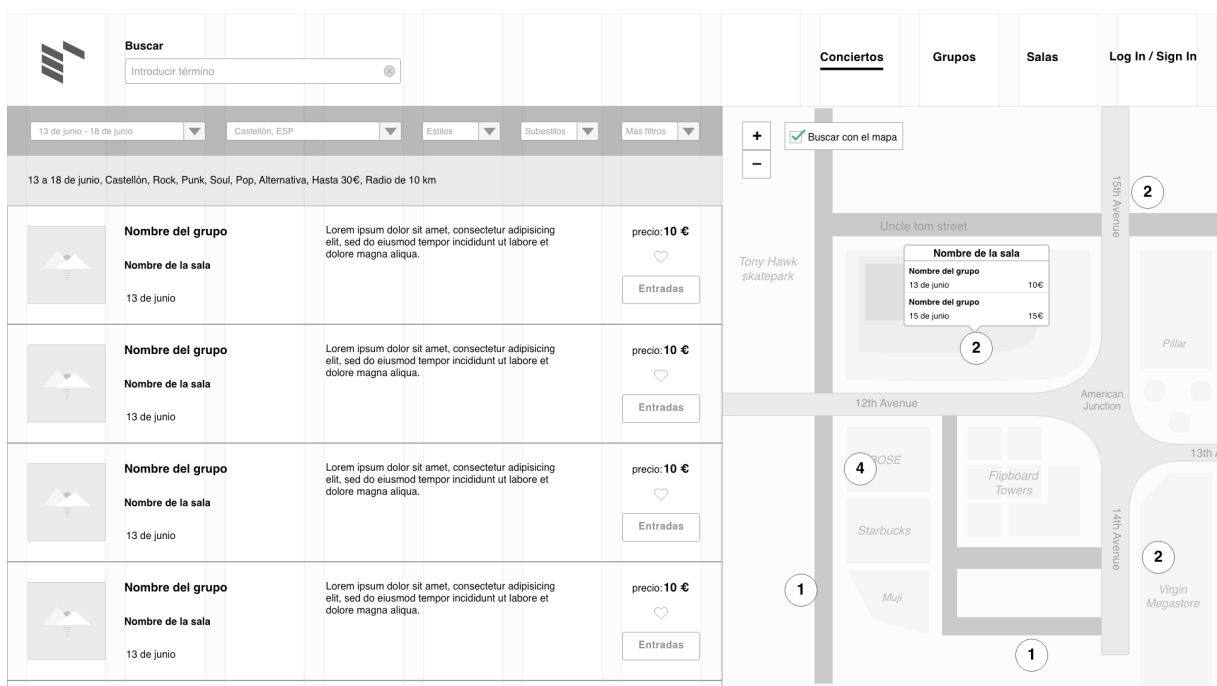 Buscar
Introducir término
Conciertos
Grupos
Salas
Log In / Sign In
13 de junio - 18 de junio
Castellón, ESP
Estilos
Subestilos
Más filtros
13 a 18 de junio, Castellón, Rock, Punk, Soul, Pop, Alternativa, Hasta 30€, Radio de 10 km
Nombre del grupo
Nombre de la sala
13 de junio
Lorem ipsum dolor sit amet, consectetur adipisicing
elit, sed do eiusmod tempor incididunt ut labore et
dolore magna aliqua.
precio: 10 €
Entradas
Nombre del grupo
Nombre de la sala
13 de junio
Lorem ipsum dolor sit amet, consectetur adipisicing
elit, sed do eiusmod tempor incididunt ut labore et
dolore magna aliqua.
precio: 10 €
Entradas
Nombre del grupo
Nombre de la sala
13 de junio
Lorem ipsum dolor sit amet, consectetur adipisicing
elit, sed do eiusmod tempor incididunt ut labore et
dolore magna aliqua.
precio: 10 €
Entradas
Nombre del grupo
Nombre de la sala
13 de junio
Lorem ipsum dolor sit amet, consectetur adipisicing
elit, sed do eiusmod tempor incididunt ut labore et
dolore magna aliqua.
precio: 10 €
Entradas
+
−
Buscar con el mapa
15th Avenue
2
Uncle tom street
Tony Hawk
skatepark
Nombre de la sala
Nombre del grupo
13 de junio 10€
Nombre del grupo
15 de junio 15€
2
Pillar
12th Avenue
American
Junction
13th
4
BOSE
Flipboard
Towers
Starbucks
14th Avenue
2
1
Muji
Virgin
Megastore
1